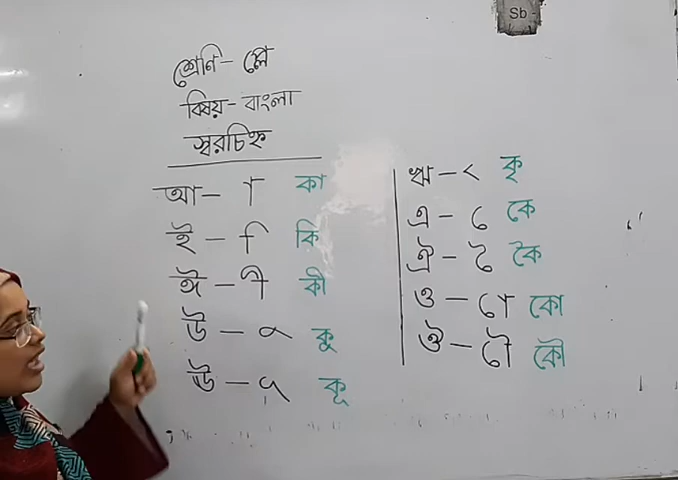 Sb
শ্রেণি - প্লে
বিষয় - বাংলা
স্বরচিহ্ন
আ - া কা
ই - ি কি
ঈ - ী কী
উ - ু কু
ঊ - ূ কূ
ঋ - ৃ কৃ
এ - ে কে
ঐ - ৈ কৈ
ও - ো কো
ঔ - ৌ কৌ